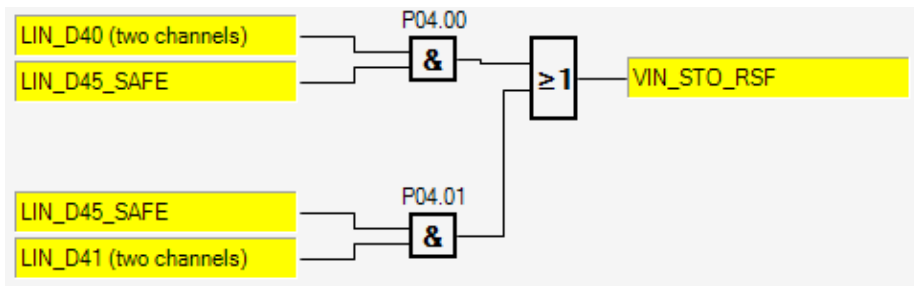 P04.00
LIN_D40 (two channels)
&
LIN_D45_SAFE
≥1
VIN_STO_RSF
P04.01
LIN_D45_SAFE
&
LIN_D41 (two channels)